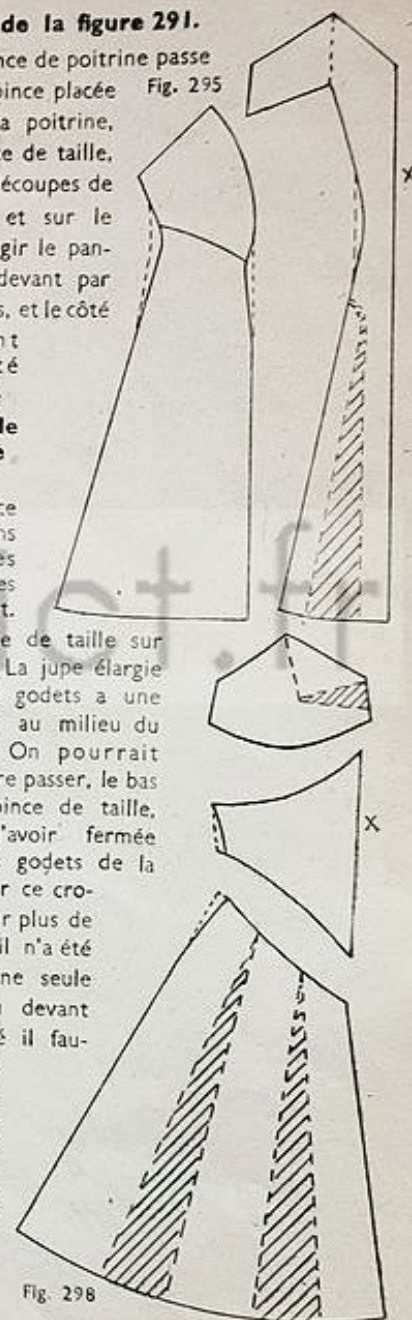 de la figure 291.
nce de poitrine passe
pince placée Fig. 295
a poitrine,
e de taille,
écoupes de
et sur le
gir le pan-
devant par
s, et le côté
nt
té
le
e
te
ns
es
es
t.
e de taille sur
La jupe élargie
godets a une
au milieu du
On pourrait
re passer, le bas
pince de taille,
'avoir fermée
godets de la
r ce cro-
r plus de
il n'a été
ne seule
u devant
é il fau-
x
x
ct.fr
Fig. 298